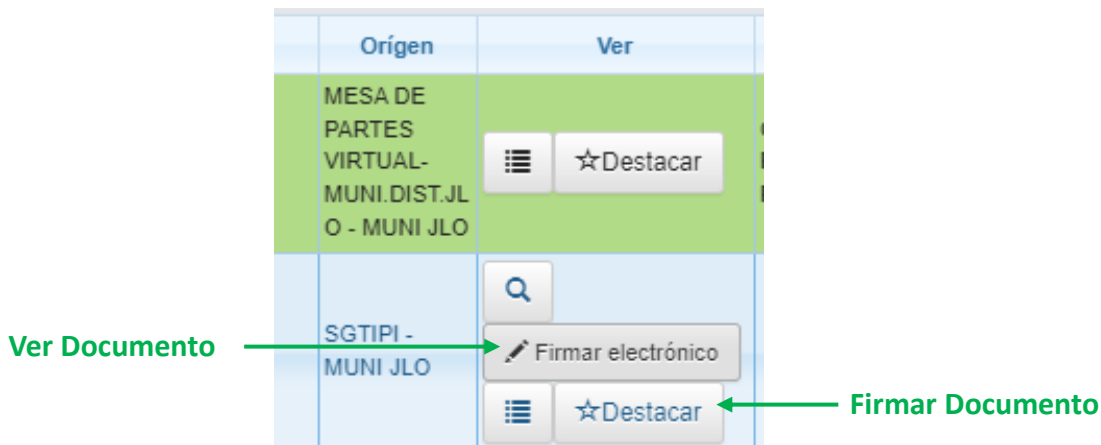 Orígen
Ver
MESA DE
PARTES
VIRTUAL-
MUNI.DIST.JL
O - MUNI JLO
☆Destacar
SGTIPI -
MUNI JLO
Firmar electrónico
☆Destacar
Ver Documento
Firmar Documento